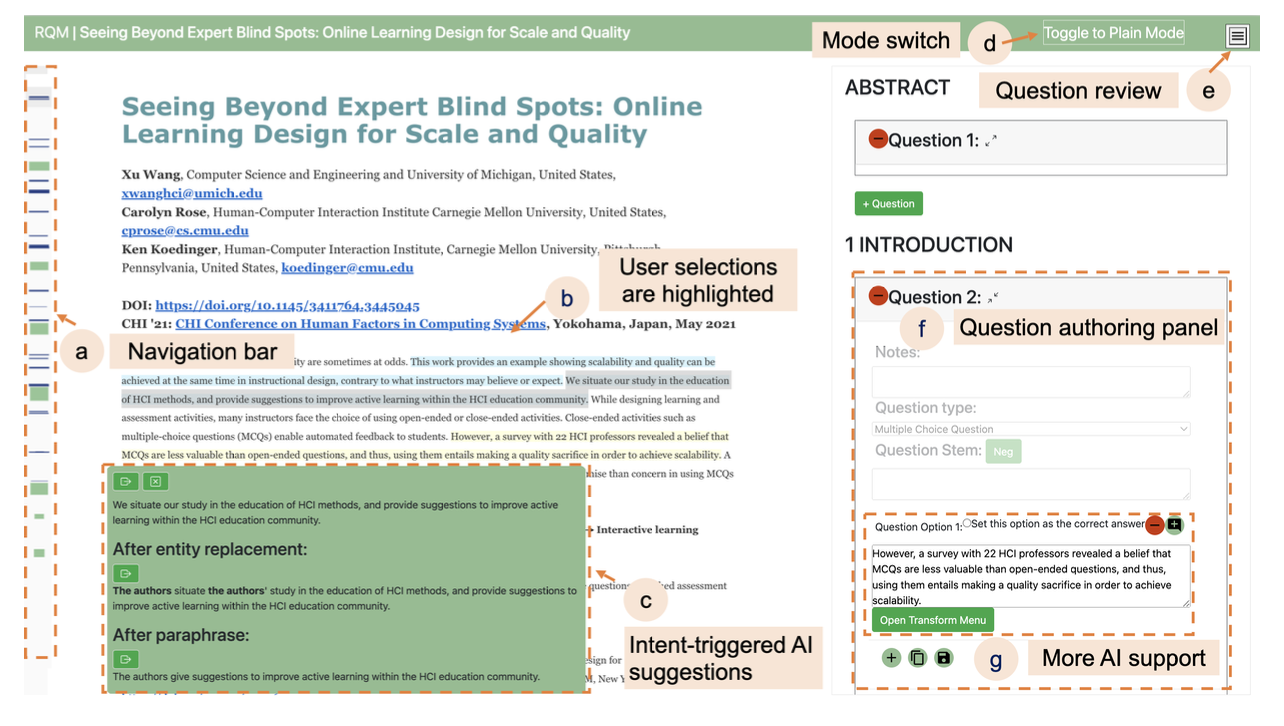 RQM | Seeing Beyond Expert Blind Spots: Online Learning Design for Scale and Quality
Mode switch
d
Toggle to Plain Mode
Question review
e
Seeing Beyond Expert Blind Spots: Online
Learning Design for Scale and Quality
Xu Wang, Computer Science and Engineering and University of Michigan, United States,
xwanghci@umich.edu
Carolyn Rose, Human-Computer Interaction Institute Carnegie Mellon University, United States,
cprose@cs.cmu.edu
Ken Koedinger, Human-Computer Interaction Institute, Carnegie Mellon University, Pittsburgh
Pennsylvania, United States, koedinger@cmu.edu
User selections
are highlighted
b
DOI: https://doi.org/10.1145/3411764.3445045
CHI '21: CHI Conference on Human Factors in Computing Systems, Yokohama, Japan, May 2021
a
Navigation bar
ity are sometimes at odds. This work provides an example showing scalability and quality can be
achieved at the same time in instructional design, contrary to what instructors may believe or expect. We situate our study in the education
of HCI methods, and provide suggestions to improve active learning within the HCI education community. While designing learning and
assessment activities, many instructors face the choice of using open-ended or close-ended activities. Close-ended activities such as
multiple-choice questions (MCQs) enable automated feedback to students. However, a survey with 22 HCI professors revealed a belief that
MCQs are less valuable than open-ended questions, and thus, using them entails making a quality sacrifice in order to achieve scalability. A
mise than concern in using MCQs
We situate our study in the education of HCI methods, and provide suggestions to improve active
learning within the HCI education community.
Interactive learning
After entity replacement:
The authors situate the authors' study in the education of HCI methods, and provide suggestions to
improve active learning within the HCI education community.
assessment
After paraphrase:
The authors give suggestions to improve active learning within the HCI education community.
c
Intent-triggered AI
suggestions
sign for
M, New Y
ABSTRACT
Question 1:
+ Question
1 INTRODUCTION
Question 2:
f
Question authoring panel
Notes:
Question type:
Multiple Choice Question
Question Stem: Neg
Question Option 1: Set this option as the correct answer
However, a survey with 22 HCI professors revealed a belief that
MCQs are less valuable than open-ended questions, and thus,
using them entails making a quality sacrifice in order to achieve
scalability.
Open Transform Menu
g
More AI support